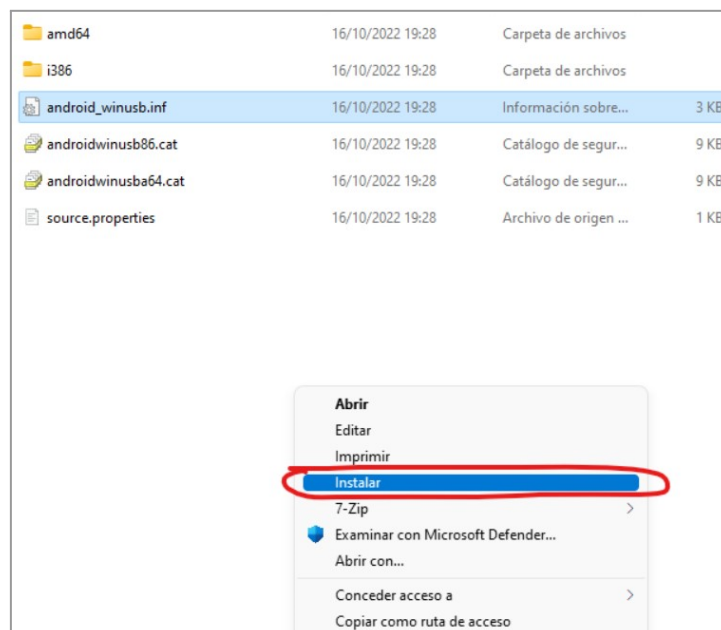 amd64 16/10/2022 19:28 Carpeta de archivos
i386 16/10/2022 19:28 Carpeta de archivos
android_winusb.inf 16/10/2022 19:28 Información sobre... 3 KB
androidwinusb86.cat 16/10/2022 19:28 Catálogo de segur... 9 KB
androidwinusba64.cat 16/10/2022 19:28 Catálogo de segur... 9 KB
source.properties 16/10/2022 19:28 Archivo de origen ... 1 KB
Abrir
Editar
Imprimir
Instalar
7-Zip
Examinar con Microsoft Defender...
Abrir con...
Conceder acceso a
Copiar como ruta de acceso